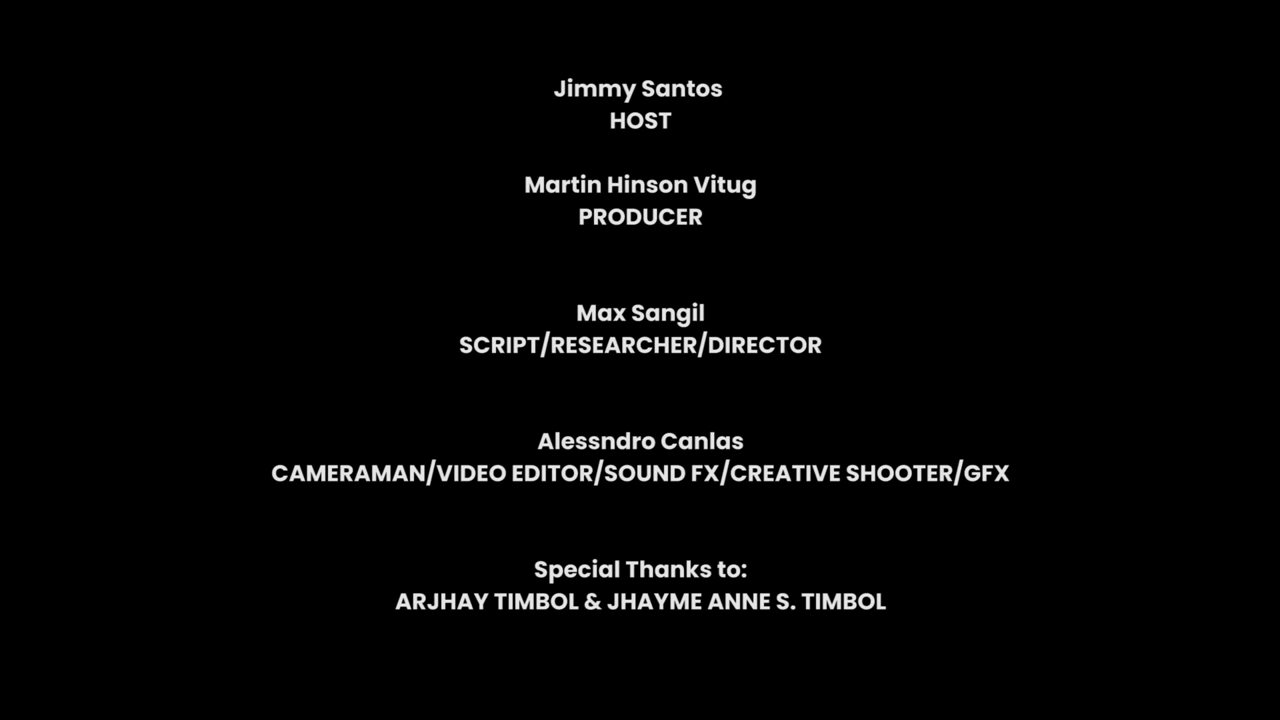 Jimmy Santos
HOST
Martin Hinson Vitug
PRODUCER
Max Sangil
SCRIPT/RESEARCHER/DIRECTOR
Alessndro Canlas
CAMERAMAN/VIDEO EDITOR/SOUND FX/CREATIVE SHOOTER/GFX
Special Thanks to:
ARJHAY TIMBOL & JHAYME ANNE S. TIMBOL